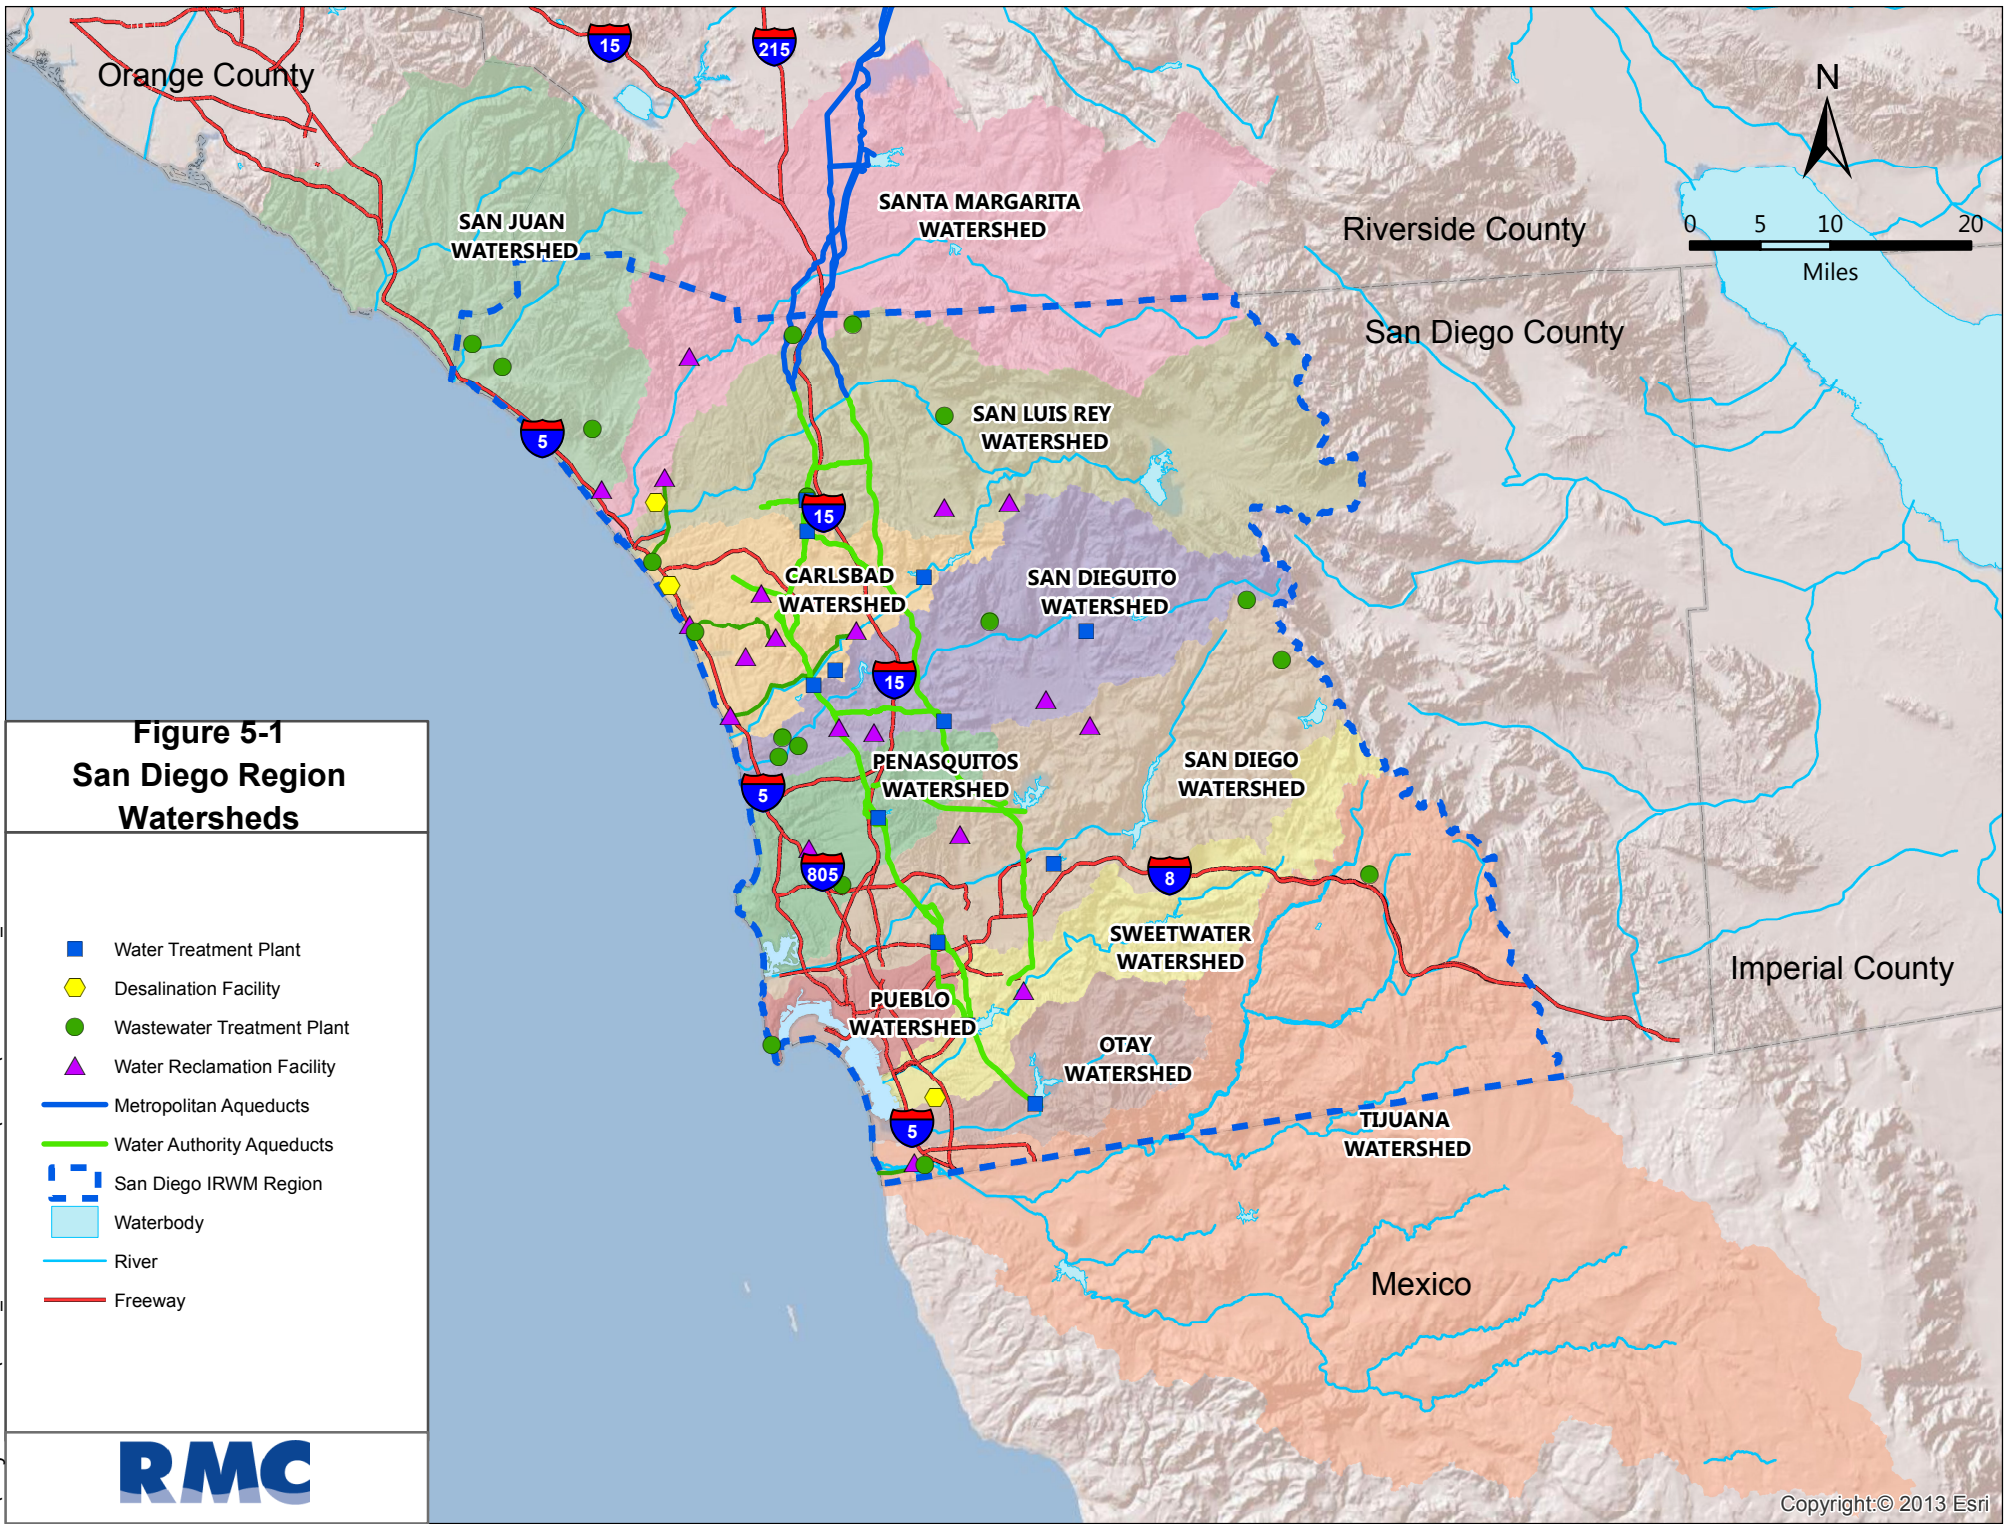 Orange County
15
215
N
0 5 10 20
Miles
SAN JUAN
WATERSHED
SANTA MARGARITA
WATERSHED
Riverside County
San Diego County
5
SAN LUIS REY
WATERSHED
15
CARLSBAD
WATERSHED
SAN DIEGUITO
WATERSHED
15
5
PENASQUITOS
WATERSHED
SAN DIEGO
WATERSHED
805
8
SWEETWATER
WATERSHED
Imperial County
PUEBLO
WATERSHED
OTAY
WATERSHED
5
TIJUANA
WATERSHED
Mexico
Figure 5-1
San Diego Region
Watersheds
Water Treatment Plant
Desalination Facility
Wastewater Treatment Plant
Water Reclamation Facility
Metropolitan Aqueducts
Water Authority Aqueducts
San Diego IRWM Region
Waterbody
River
Freeway
RMC
Copyright:© 2013 Esri